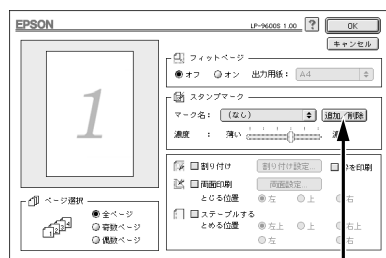 EPSON
LP-9600S 1.00
?
OK
キャンセル
1
フィットページ
オフ オン 出力用紙： A4
スタンプマーク
マーク名： (なし) 追加／削除
濃度 ： 薄い
割り付け 割り付け設定... 枠を印刷
両面印刷 両面設定...
とじる位置 左 上 右
ステープルする
とめる位置 左上 上 右上
左 右
ページ選択
全ページ
奇数ページ
偶数ページ